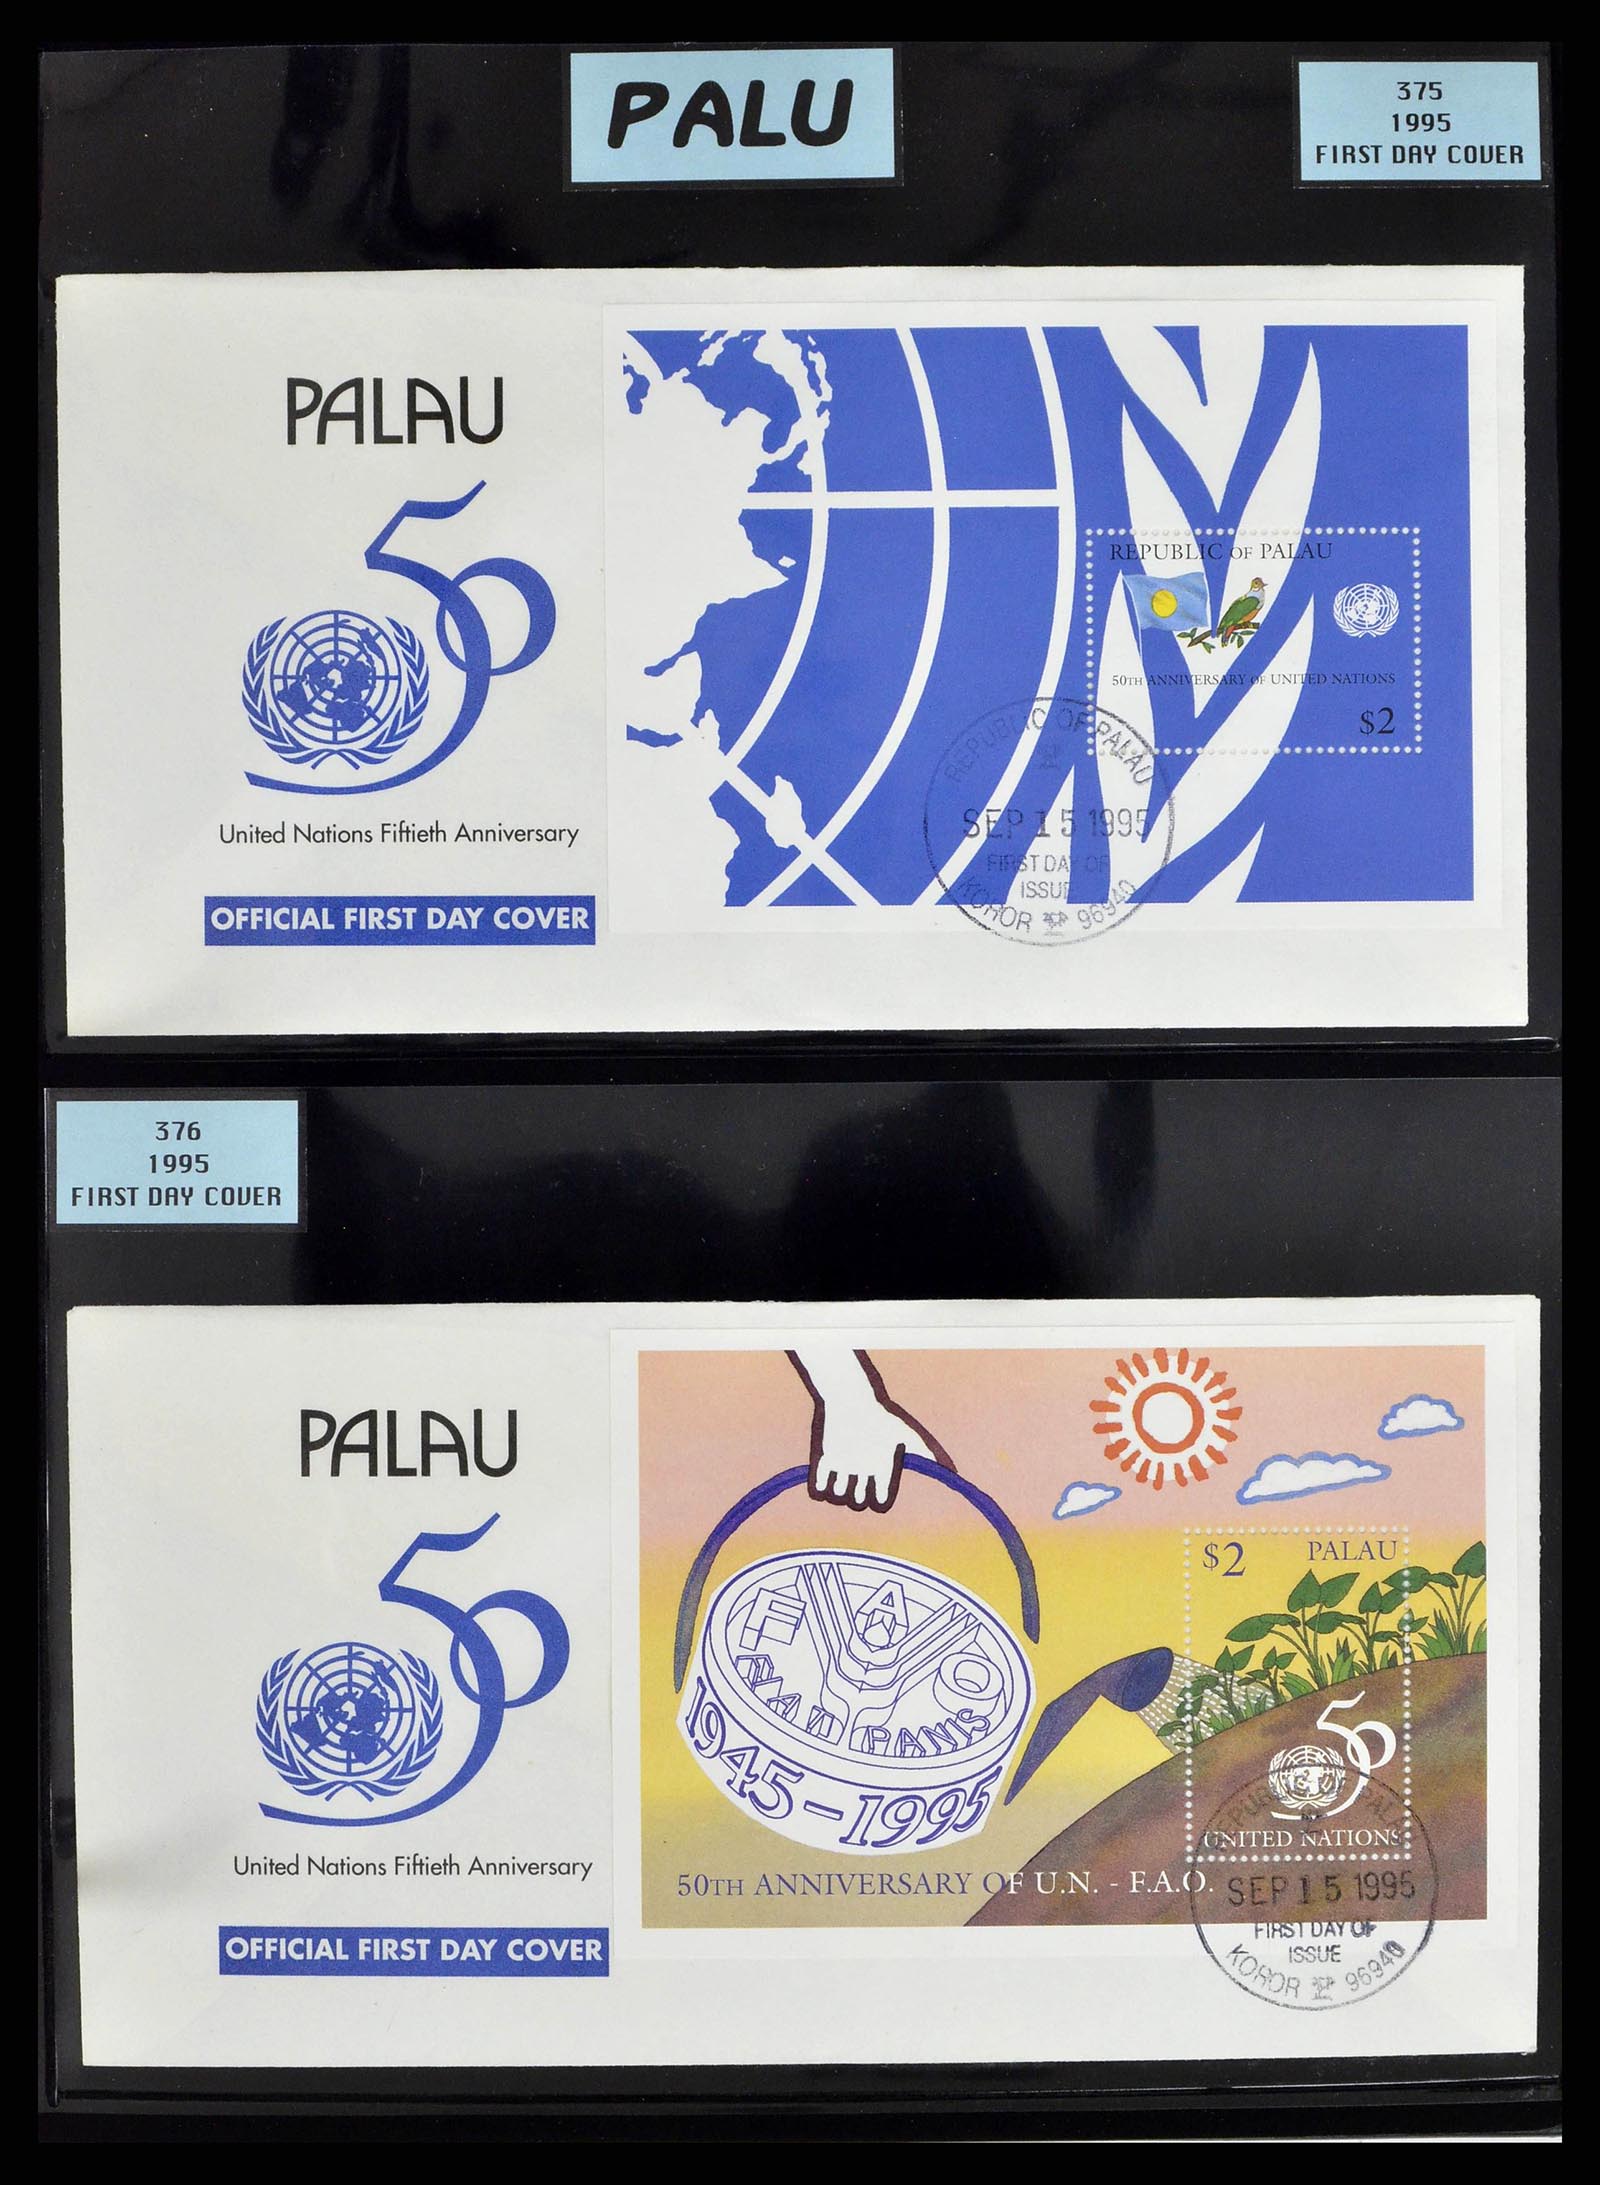 PALU
375
1995
FIRST DAY COVER
PALAU
50
United Nations Fiftieth Anniversary
OFFICIAL FIRST DAY COVER
REPUBLIC OF PALAU
50TH ANNIVERSARY OF UNITED NATIONS
$2
REPUBLIC OF PALAU
SEP 15 1995
FIRST DAY OF
ISSUE
KOROR 96940
376
1995
FIRST DAY COVER
PALAU
50
United Nations Fiftieth Anniversary
OFFICIAL FIRST DAY COVER
$2 PALAU
F A O
FIAT PANIS
1945-1995
50
UNITED NATIONS
50TH ANNIVERSARY OF U.N. - F.A.O.
REPUBLIC OF PALAU
SEP 15 1995
FIRST DAY OF
ISSUE
KOROR 96940